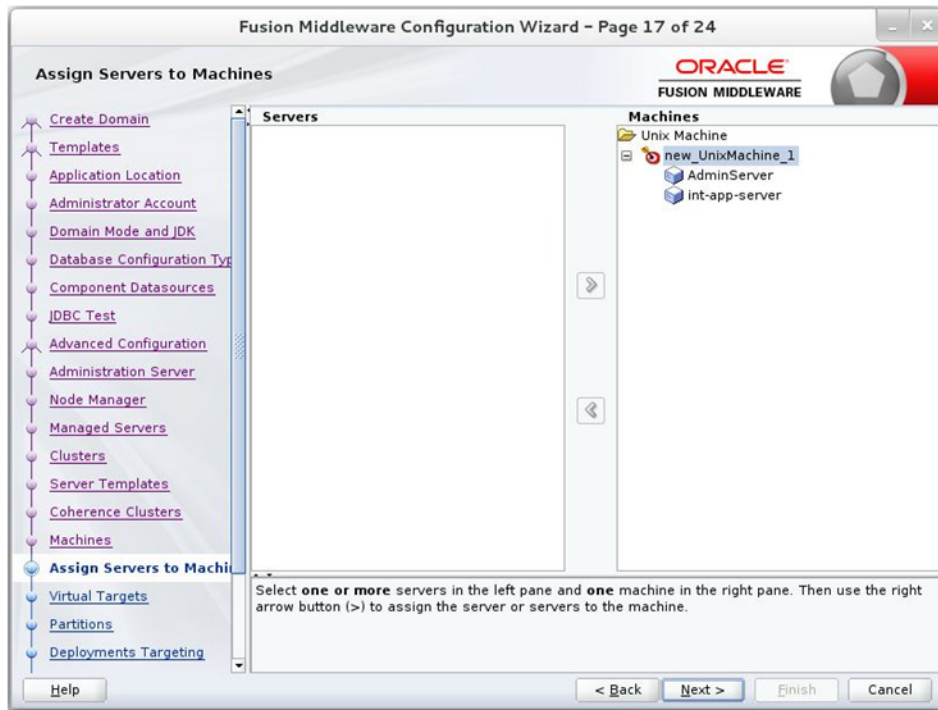 Fusion Middleware Configuration Wizard – Page 17 of 24
Assign Servers to Machines
ORACLE
FUSION MIDDLEWARE
Create Domain
Templates
Application Location
Administrator Account
Domain Mode and JDK
Database Configuration Typ
Component Datasources
JDBC Test
Advanced Configuration
Administration Server
Node Manager
Managed Servers
Clusters
Server Templates
Coherence Clusters
Machines
Assign Servers to Machi
Virtual Targets
Partitions
Deployments Targeting
Servers
Machines
Unix Machine
new_UnixMachine_1
AdminServer
int-app-server
Select one or more servers in the left pane and one machine in the right pane. Then use the right
arrow button (>) to assign the server or servers to the machine.
Help
< Back
Next >
Finish
Cancel